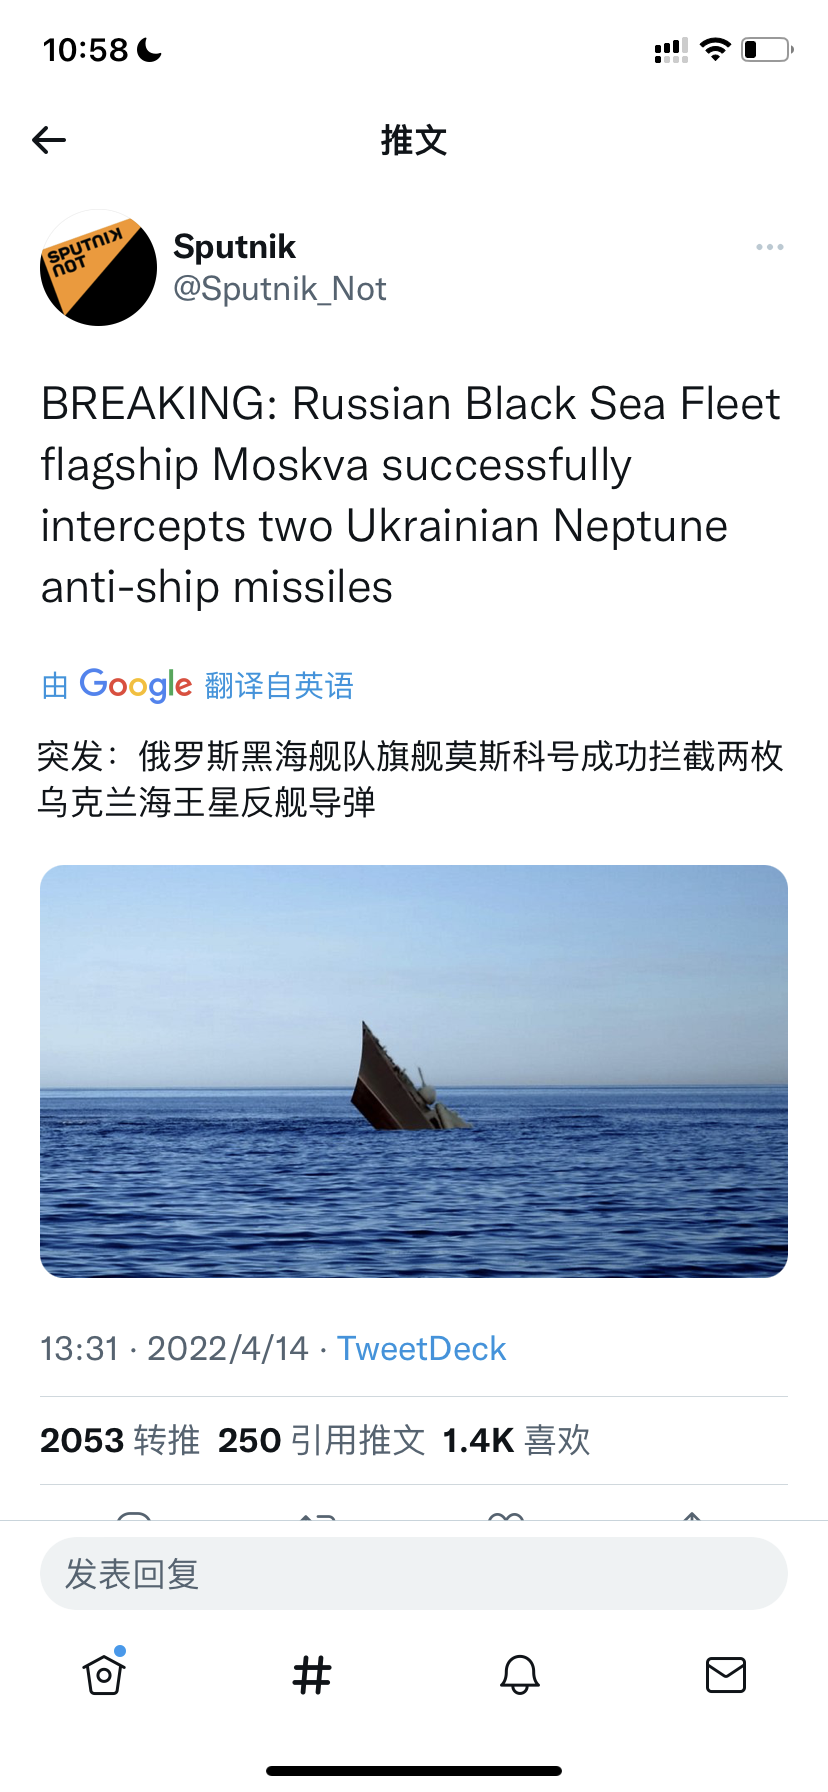 10:58
推文
SPUTNIK
NOT
Sputnik
@Sputnik_Not
BREAKING: Russian Black Sea Fleet
flagship Moskva successfully
intercepts two Ukrainian Neptune
anti-ship missiles
由 Google 翻译自英语
突发：俄罗斯黑海舰队旗舰莫斯科号成功拦截两枚
乌克兰海王星反舰导弹
13:31 · 2022/4/14 · TweetDeck
2053 转推 250 引用推文 1.4K 喜欢
发表回复